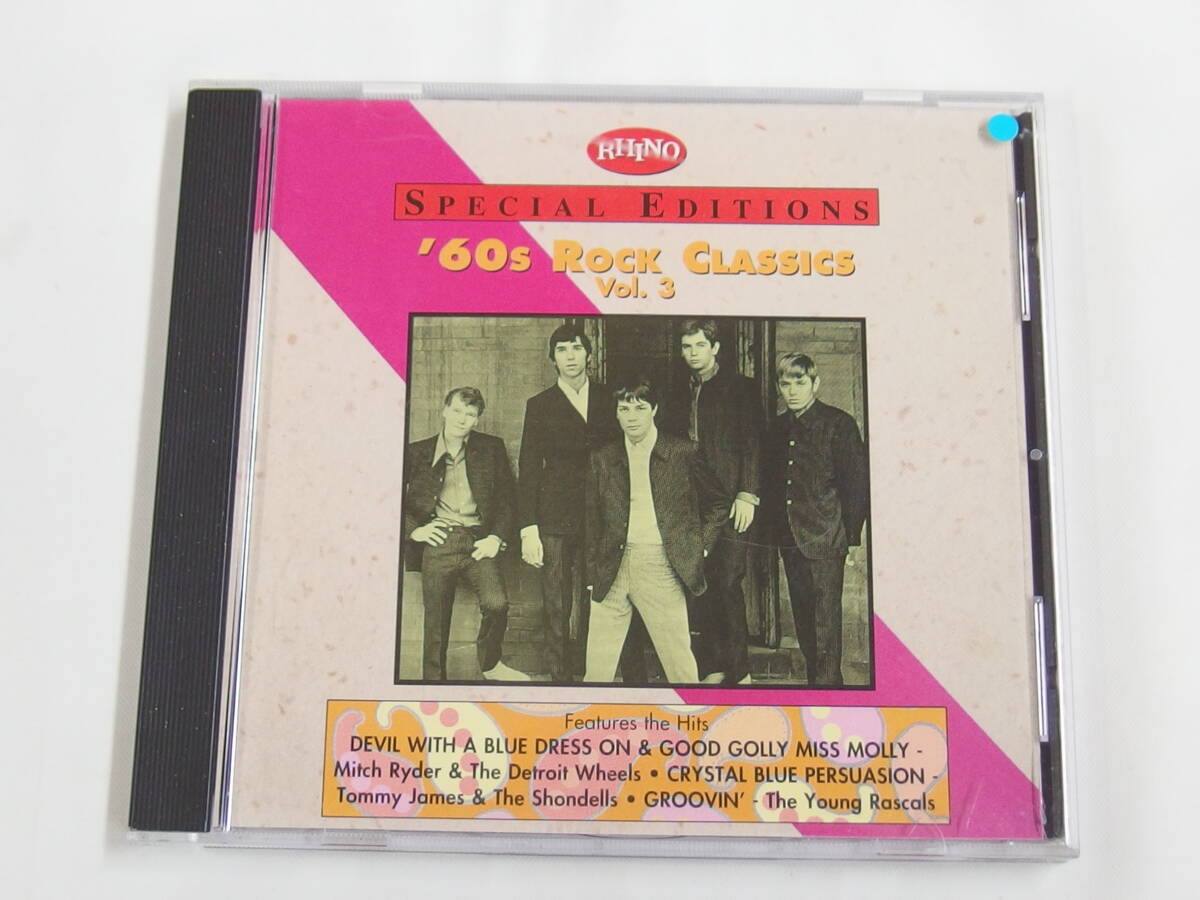 RHINO
SPECIAL EDITIONS
'60s ROCK CLASSICS
Vol. 3
Features the Hits
DEVIL WITH A BLUE DRESS ON & GOOD GOLLY MISS MOLLY -
Mitch Ryder & The Detroit Wheels • CRYSTAL BLUE PERSUASION -
Tommy James & The Shondells • GROOVIN' - The Young Rascals